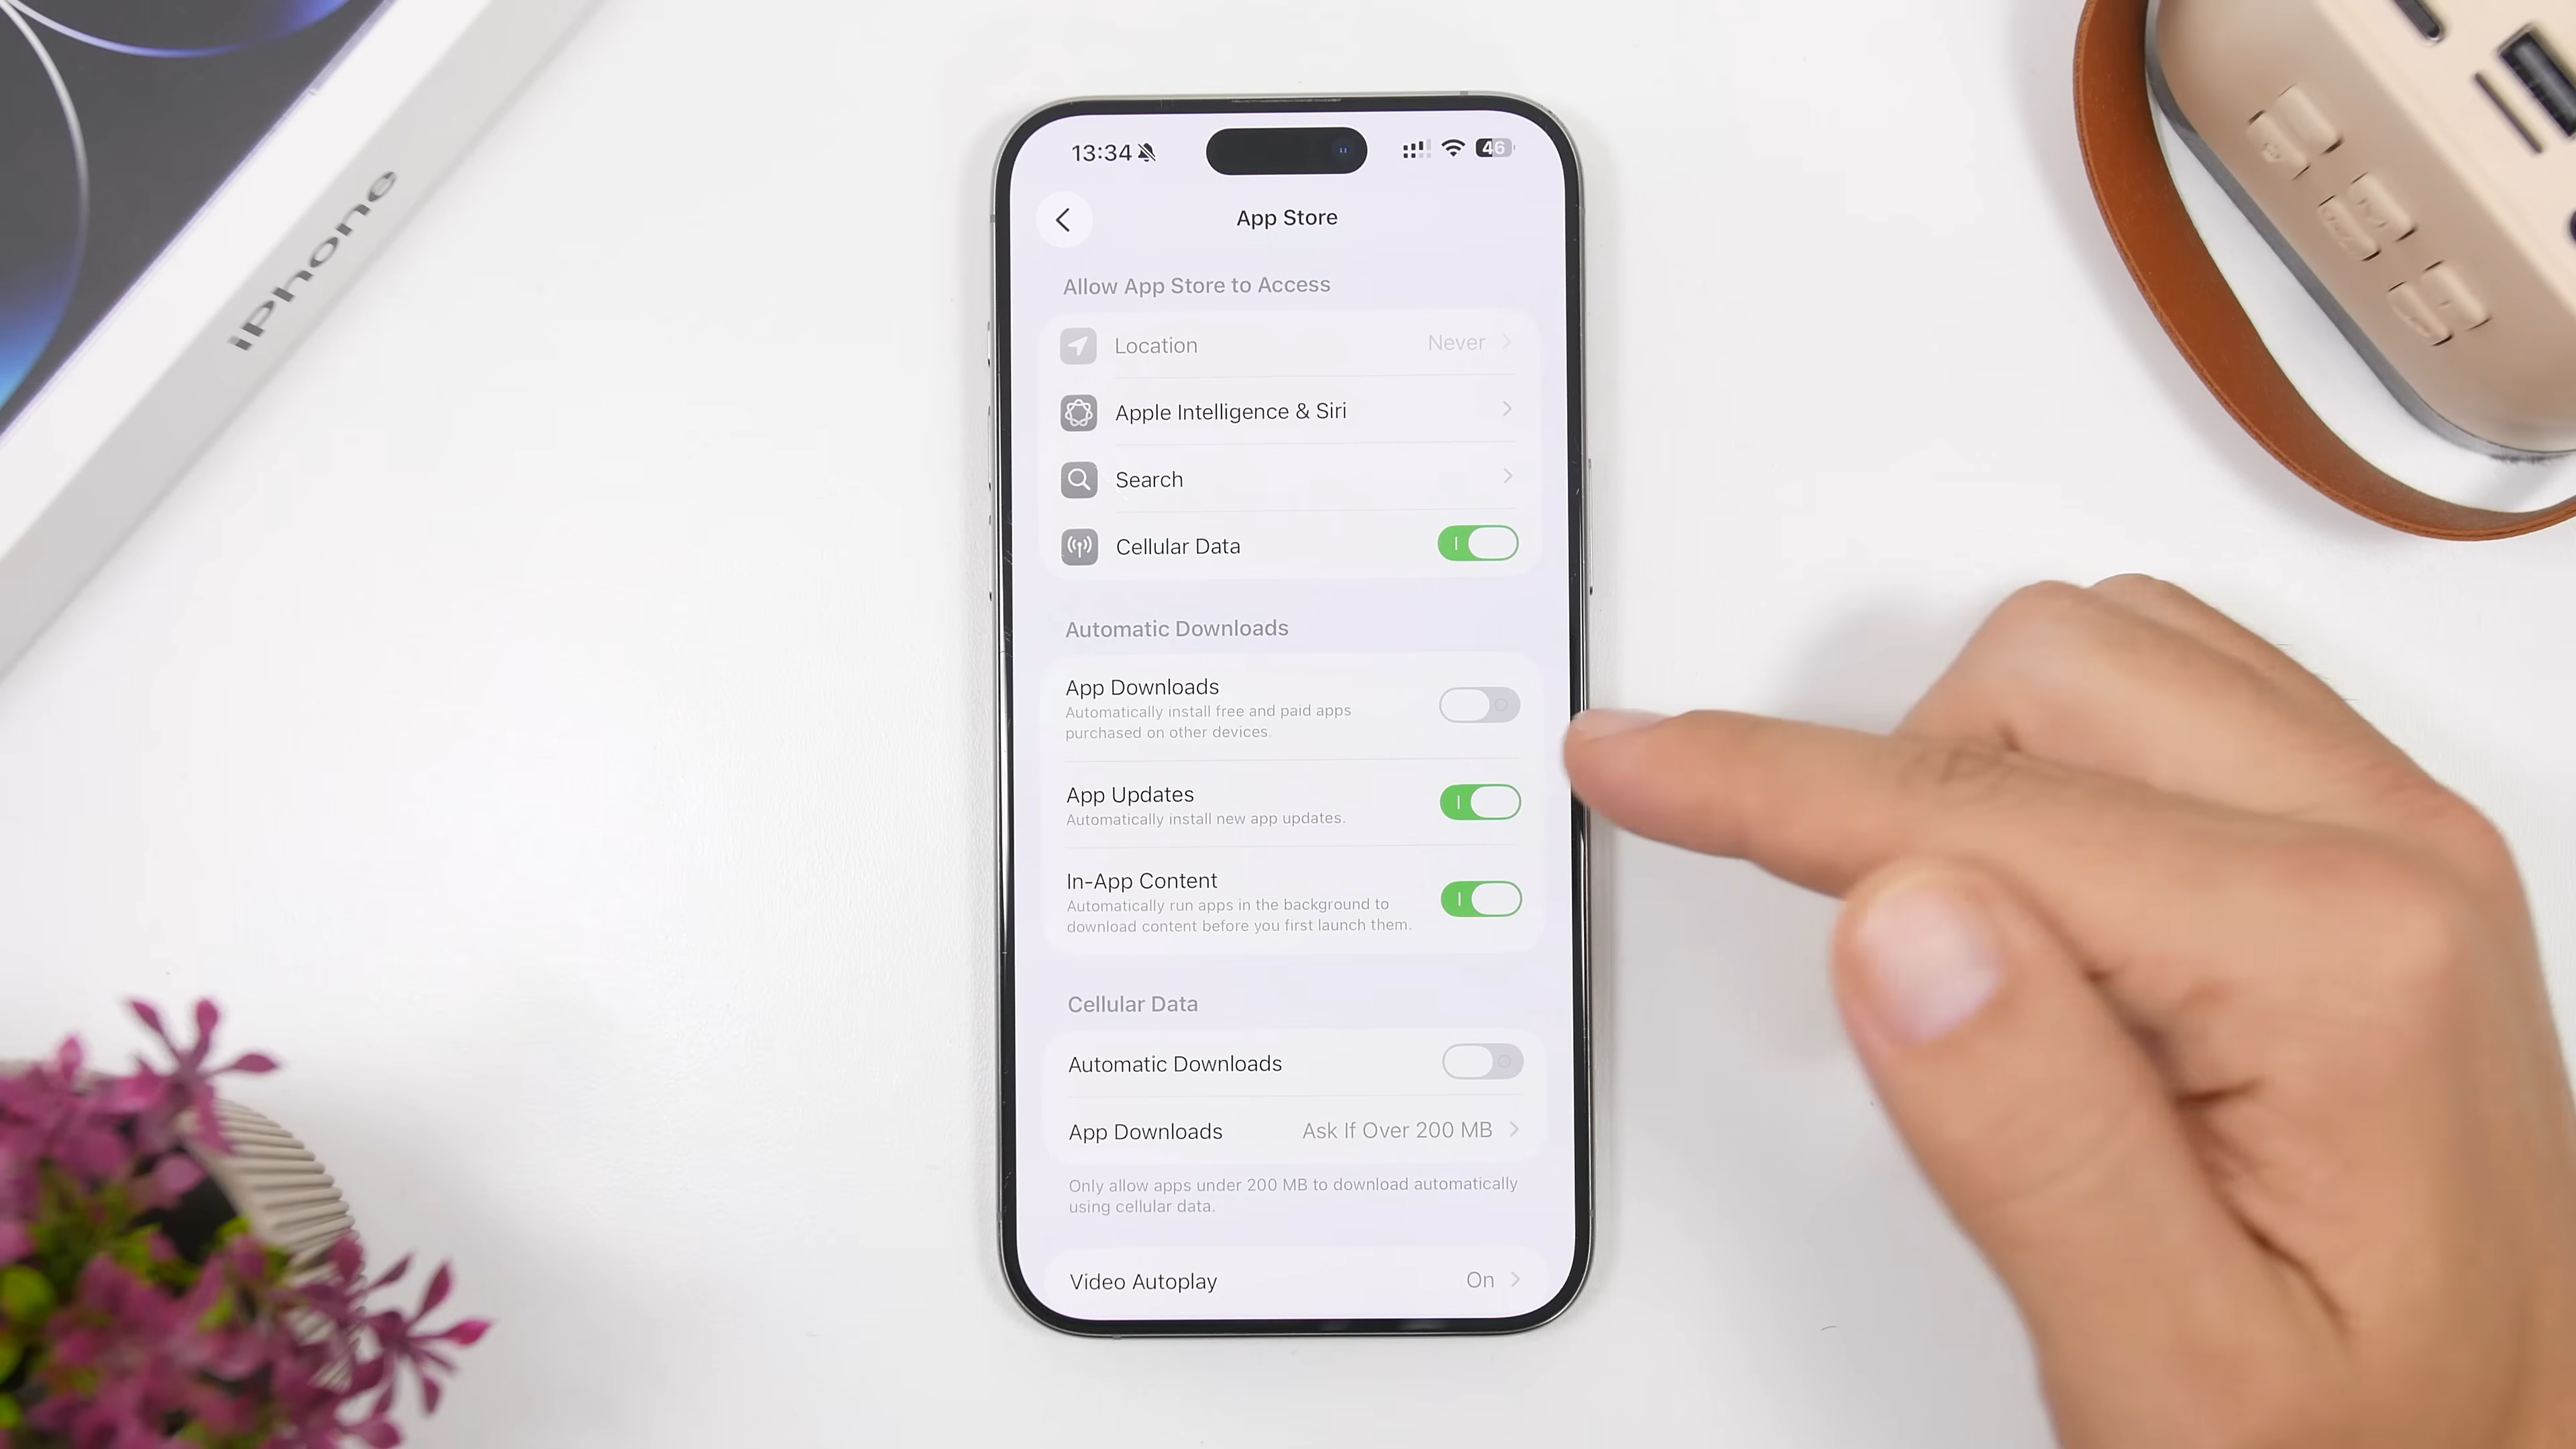 iPhone
13:34
46
App Store
Allow App Store to Access
Location Never
Apple Intelligence & Siri
Search
Cellular Data
Automatic Downloads
App Downloads
Automatically install free and paid apps
purchased on other devices.
App Updates
Automatically install new app updates.
In-App Content
Automatically run apps in the background to
download content before you first launch them.
Cellular Data
Automatic Downloads
App Downloads Ask If Over 200 MB
Only allow apps under 200 MB to download automatically
using cellular data.
Video Autoplay On